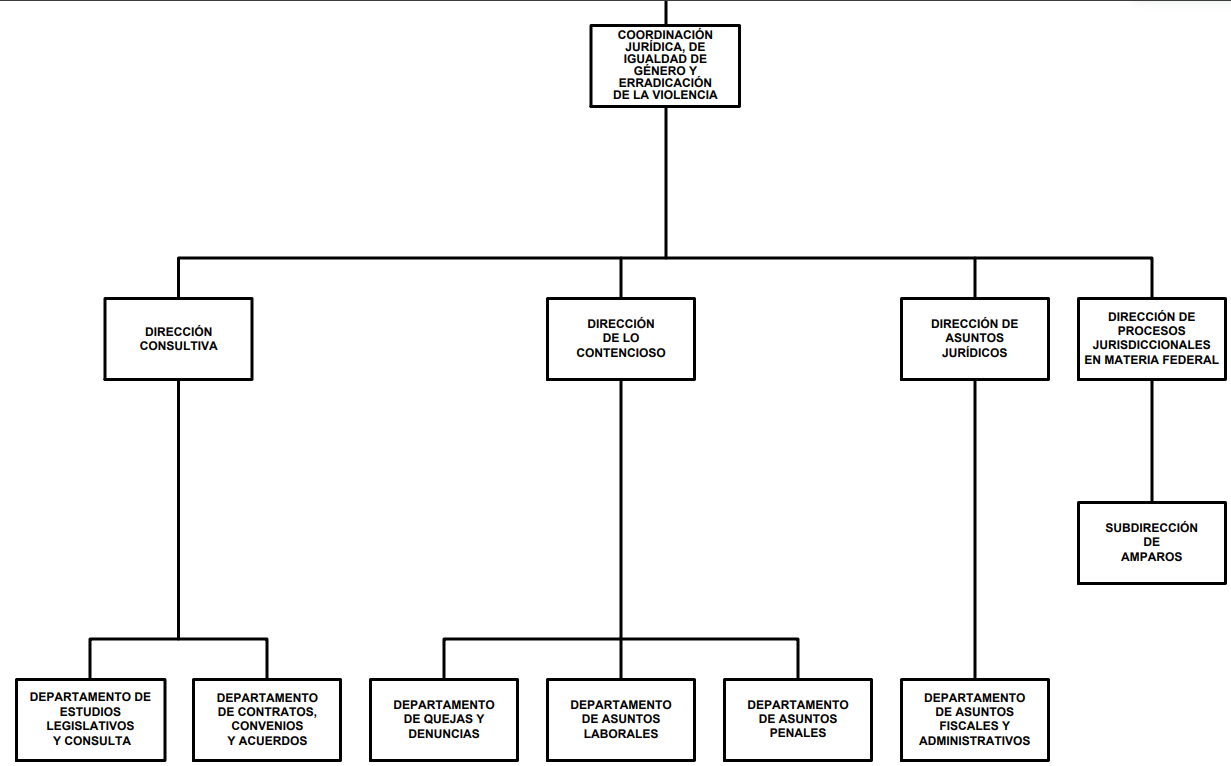 COORDINACIÓN
JURÍDICA, DE
IGUALDAD DE
GÉNERO Y
ERRADICACIÓN
DE LA VIOLENCIA
DIRECCIÓN
CONSULTIVA
DIRECCIÓN
DE LO
CONTENCIOSO
DIRECCIÓN DE
ASUNTOS
JURÍDICOS
DIRECCIÓN DE
PROCESOS
JURISDICCIONALES
EN MATERIA FEDERAL
SUBDIRECCIÓN
DE
AMPAROS
DEPARTAMENTO DE
ESTUDIOS
LEGISLATIVOS
Y CONSULTA
DEPARTAMENTO
DE CONTRATOS,
CONVENIOS
Y ACUERDOS
DEPARTAMENTO
DE QUEJAS Y
DENUNCIAS
DEPARTAMENTO
DE ASUNTOS
LABORALES
DEPARTAMENTO
DE ASUNTOS
PENALES
DEPARTAMENTO
DE ASUNTOS
FISCALES Y
ADMINISTRATIVOS